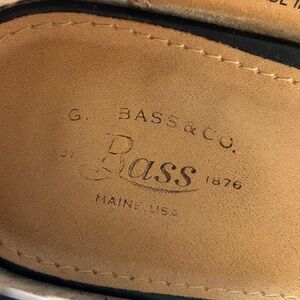 G. BASS & CO.
Bass 1876
MAINE, USA